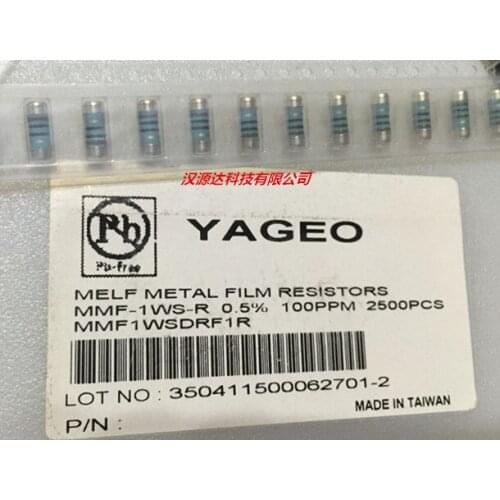 汉源达科技有限公司
Pb
Pb-free
YAGEO
MELF METAL FILM RESISTORS
MMF-1WS-R 0.5% 100PPM 2500PCS
MMF1WSDRF1R
LOT NO : 350411500062701-2
MADE IN TAIWAN
P/N :